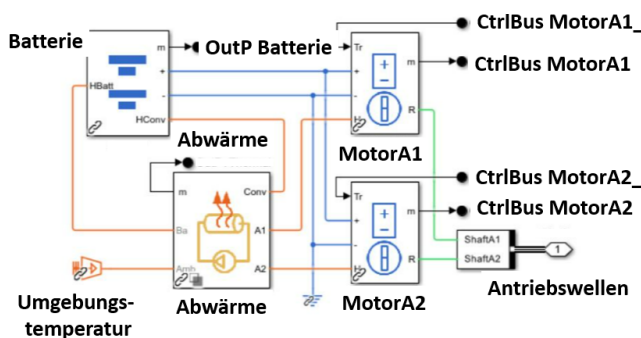 CtrlBus MotorA1_
Batterie
m
OutP Batterie
Tr
+
+
m
CtrlBus MotorA1
-
-
HBatt
R
HConv
H
Abwärme
MotorA1
m
Conv
Tr
CtrlBus MotorA2_
m
CtrlBus MotorA2
+
Ba
A1
-
ShaftA1
1
R
ShaftA2
Amb
A2
H
Antriebswellen
Umgebungs-
temperatur
Abwärme
MotorA2